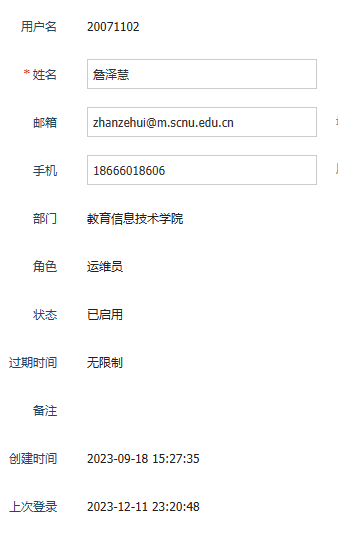 用户名 20071102
* 姓名 詹泽慧
邮箱 zhanzehui@m.scnu.edu.cn
手机 18666018606
部门 教育信息技术学院
角色 运维员
状态 已启用
过期时间 无限制
备注
创建时间 2023-09-18 15:27:35
上次登录 2023-12-11 23:20:48